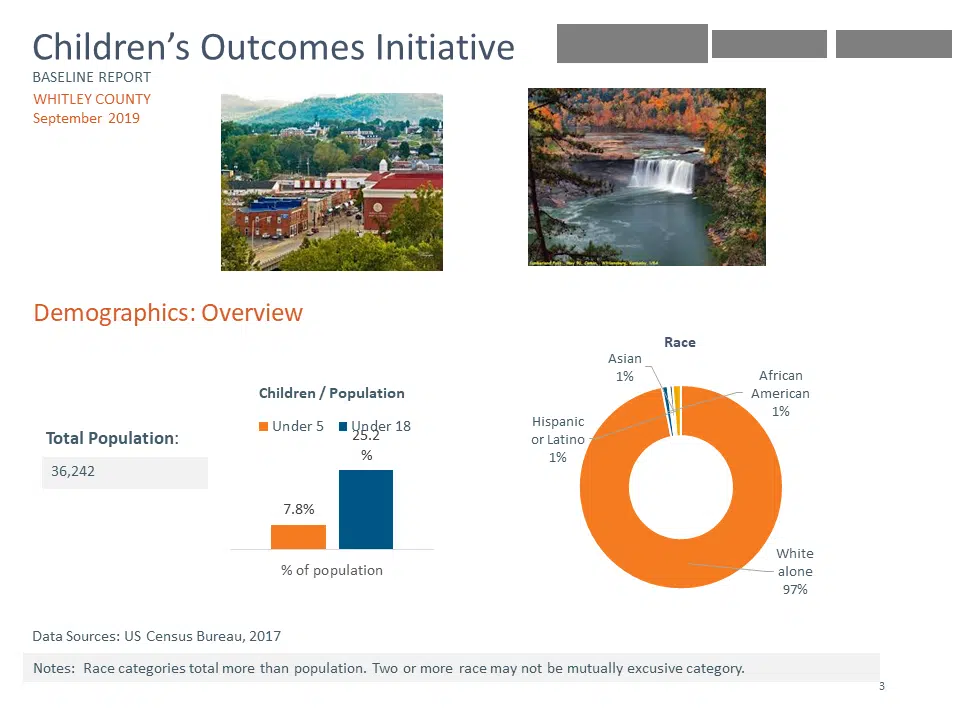 Children's Outcomes Initiative
BASELINE REPORT
WHITLEY COUNTY
September 2019
Demographics: Overview
Total Population:
36,242
Children / Population
Under 5
Under 18
25.2
%
7.8%
% of population
Race
Asian
1%
African
American
1%
Hispanic
or Latino
1%
White
alone
97%
Data Sources: US Census Bureau, 2017
Notes: Race categories total more than population. Two or more race may not be mutually excusive category.
3